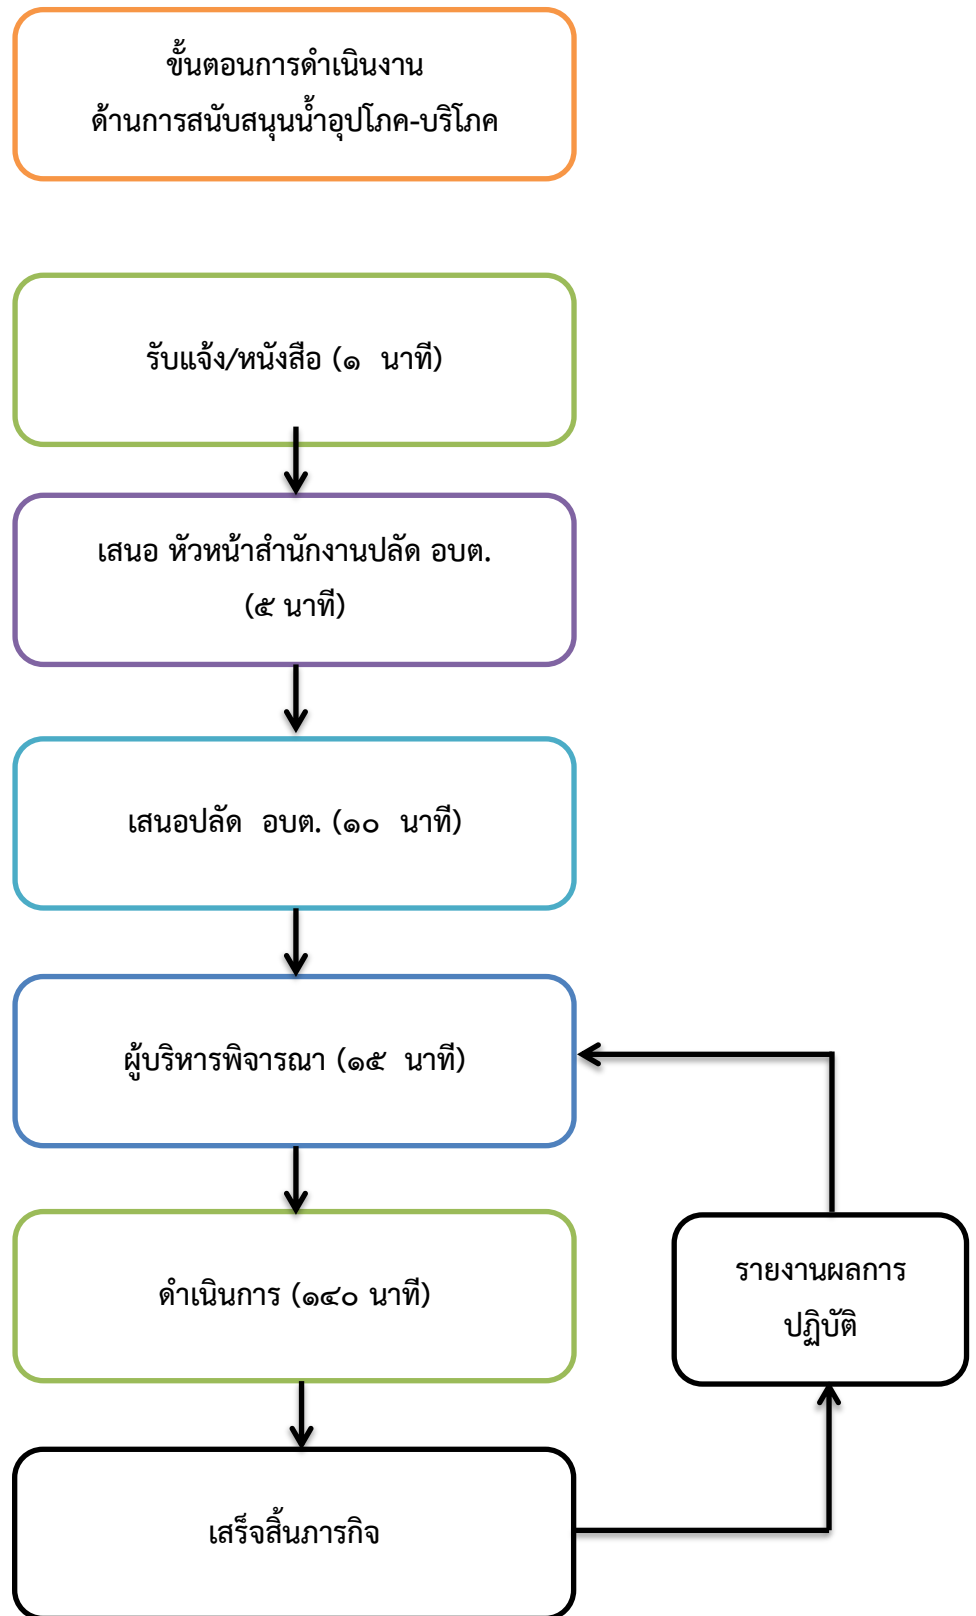 ขั้นตอนการดำเนินงาน
ด้านการสนับสนุนน้ำอุปโภค-บริโภค
รับแจ้ง/หนังสือ (๑ นาที)
เสนอ หัวหน้าสำนักงานปลัด อบต.
(๕ นาที)
เสนอปลัด อบต. (๑๐ นาที)
ผู้บริหารพิจารณา (๑๕ นาที)
ดำเนินการ (๑๔๐ นาที)
รายงานผลการ
ปฏิบัติ
เสร็จสิ้นภารกิจ